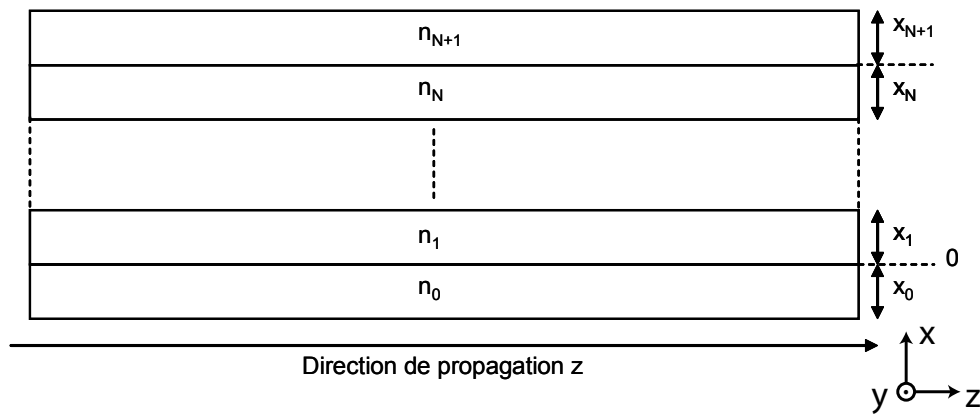 n_{N+1}
x_{N+1}
n_N
x_N
n_1
x_1
0
n_0
x_0
Direction de propagation z
x
y
z